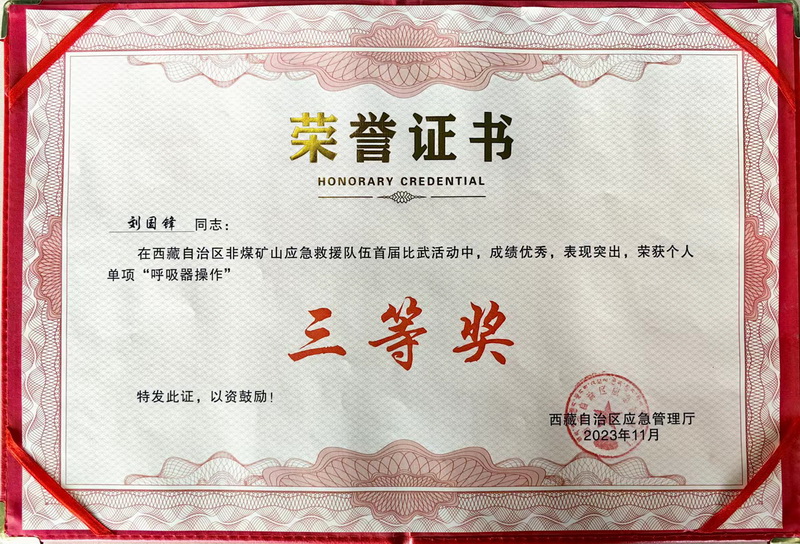 荣誉证书
HONORARY CREDENTIAL
刘国锋 同志：
在西藏自治区非煤矿山应急救援队伍首届比武活动中，成绩优秀，表现突出，荣获个人
单项“呼吸器操作”
三等奖
特发此证，以资鼓励！
西藏自治区应急管理厅
2023年11月